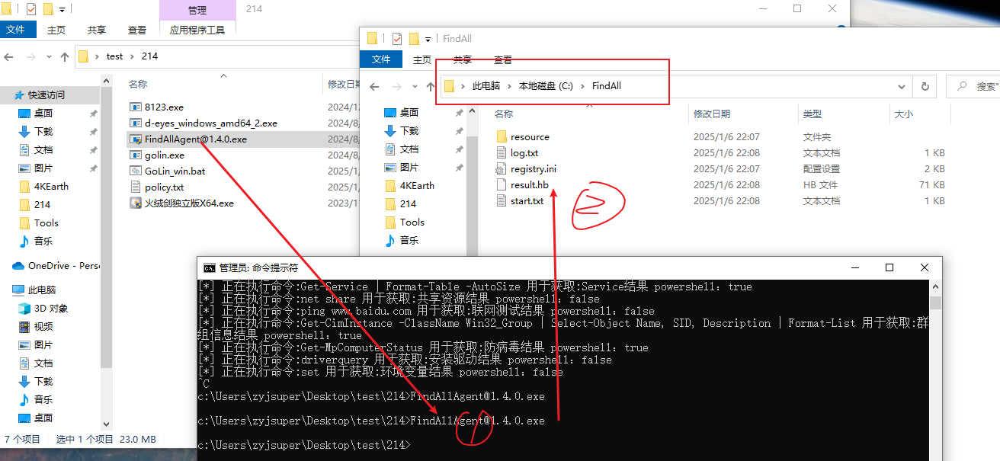 管理
214
文件
主页
共享
查看
应用程序工具
test
214
名称
修改日期
快速访问
桌面
下载
文档
图片
4KEarth
214
Tools
音乐
OneDrive - Pers
此电脑
3D 对象
视频
图片
文档
下载
音乐
桌面
8123.exe 2024/1
d-eyes_windows_amd64_2.exe 2024/8/
FindAllAgent@1.4.0.exe 2024/8/
golin.exe 2024/8/
GoLin_win.bat 2025/1/
policy.txt 2025/1/
火绒剑独立版X64.exe 2023/1
7 个项目 选中 1 个项目 23.0 MB
FindAll
文件
主页
共享
查看
此电脑
本地磁盘 (C:)
FindAll
搜索"
桌面
下载
文档
图片
4KEarth
214
Tools
音乐
名称 修改日期 类型 大小
resource 2025/1/6 22:07 文件夹
log.txt 2025/1/6 22:08 文本文档 1 KB
registry.ini 2025/1/6 22:07 配置设置 2 KB
result.hb 2025/1/6 22:08 HB 文件 71 KB
start.txt 2025/1/6 22:08 文本文档 1 KB
2
管理员: 命令提示符
[*] 正在执行命令:Get-Service | Format-Table -AutoSize 用于获取:Service结果 powershell：true
[*] 正在执行命令:net share 用于获取:共享资源结果 powershell：false
[*] 正在执行命令:ping www.baidu.com 用于获取:联网测试结果 powershell：false
[*] 正在执行命令:Get-CimInstance -ClassName Win32_Group | Select-Object Name, SID, Description | Format-List 用于获取:群
组信息结果 powershell：true
[*] 正在执行命令:Get-MpComputerStatus 用于获取:防病毒结果 powershell：true
[*] 正在执行命令:driverquery 用于获取:安装驱动结果 powershell：false
[*] 正在执行命令:set 用于获取:环境变量结果 powershell：false
^C
c:\Users\zyjsuper\Desktop\test\214>FindAllAgent@1.4.0.exe
c:\Users\zyjsuper\Desktop\test\214>FindAllAgent@1.4.0.exe
1
c:\Users\zyjsuper\Desktop\test\214>